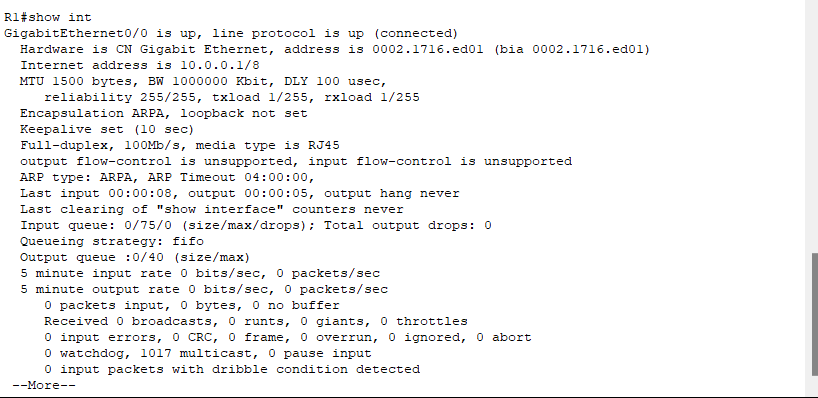 R1#show int
GigabitEthernet0/0 is up, line protocol is up (connected)
Hardware is CN Gigabit Ethernet, address is 0002.1716.ed01 (bia 0002.1716.ed01)
Internet address is 10.0.0.1/8
MTU 1500 bytes, BW 1000000 Kbit, DLY 100 usec,
reliability 255/255, txload 1/255, rxload 1/255
Encapsulation ARPA, loopback not set
Keepalive set (10 sec)
Full-duplex, 100Mb/s, media type is RJ45
output flow-control is unsupported, input flow-control is unsupported
ARP type: ARPA, ARP Timeout 04:00:00,
Last input 00:00:08, output 00:00:05, output hang never
Last clearing of "show interface" counters never
Input queue: 0/75/0 (size/max/drops); Total output drops: 0
Queueing strategy: fifo
Output queue :0/40 (size/max)
5 minute input rate 0 bits/sec, 0 packets/sec
5 minute output rate 0 bits/sec, 0 packets/sec
0 packets input, 0 bytes, 0 no buffer
Received 0 broadcasts, 0 runts, 0 giants, 0 throttles
0 input errors, 0 CRC, 0 frame, 0 overrun, 0 ignored, 0 abort
0 watchdog, 1017 multicast, 0 pause input
0 input packets with dribble condition detected
--More--